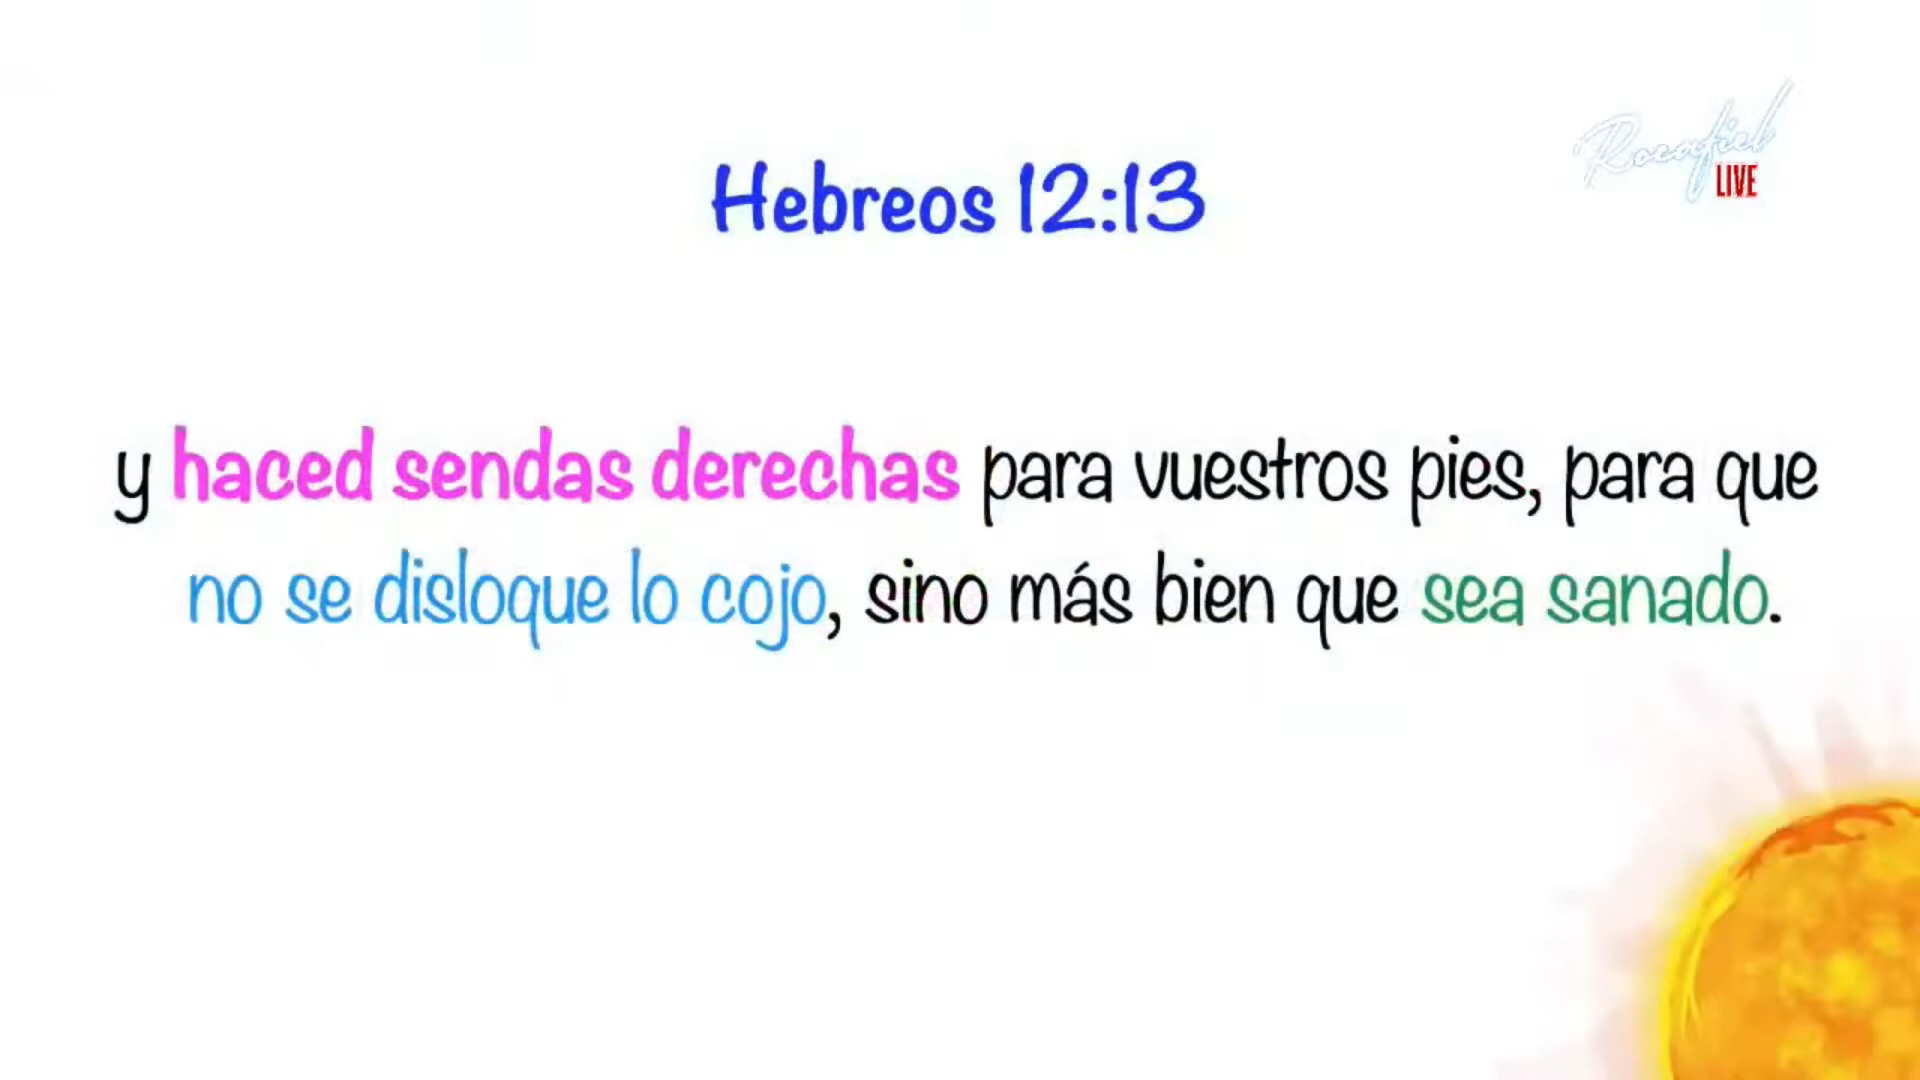 Rocafiel
LIVE
Hebreos 12:13
y haced sendas derechas para vuestros pies, para que
no se disloque lo cojo, sino más bien que sea sanado.